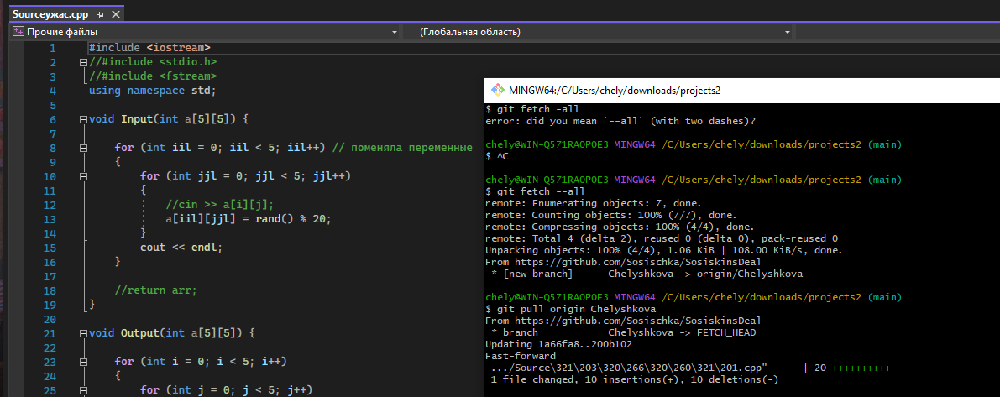 Sourceужас.cpp
Прочие файлы
(Глобальная область)
1 #include <iostream>
2 //#include <stdio.h>
3 //#include <fstream>
4 using namespace std;
5
6 void Input(int a[5][5]) {
7
8 for (int iil = 0; iil < 5; iil++) // поменяла переменные
9 {
10 for (int jjl = 0; jjl < 5; jjl++)
11 {
12 //cin >> a[i][j];
13 a[iil][jjl] = rand() % 20;
14 }
15 cout << endl;
16 }
17
18 //return arr;
19 }
20
21 void Output(int a[5][5]) {
22
23 for (int i = 0; i < 5; i++)
24 {
25 for (int j = 0; j < 5; j++)
MINGW64:/C/Users/chely/downloads/projects2
$ git fetch -all
error: did you mean `--all` (with two dashes)?
chely@WIN-Q571RAOPOE3 MINGW64 /C/Users/chely/downloads/projects2 (main)
$ ^C
chely@WIN-Q571RAOPOE3 MINGW64 /C/Users/chely/downloads/projects2 (main)
$ git fetch --all
remote: Enumerating objects: 7, done.
remote: Counting objects: 100% (7/7), done.
remote: Compressing objects: 100% (4/4), done.
remote: Total 4 (delta 2), reused 0 (delta 0), pack-reused 0
Unpacking objects: 100% (4/4), 1.06 KiB | 108.00 KiB/s, done.
From https://github.com/Sosischka/SosiskinsDeal
* [new branch] Chelyshkova -> origin/Chelyshkova
chely@WIN-Q571RAOPOE3 MINGW64 /C/Users/chely/downloads/projects2 (main)
$ git pull origin Chelyshkova
From https://github.com/Sosischka/SosiskinsDeal
* branch Chelyshkova -> FETCH_HEAD
Updating 1a66fa8..200b102
Fast-forward
.../Source\321\203\320\266\320\260\321\201.cpp" | 20 ++++++++++----------
1 file changed, 10 insertions(+), 10 deletions(-)